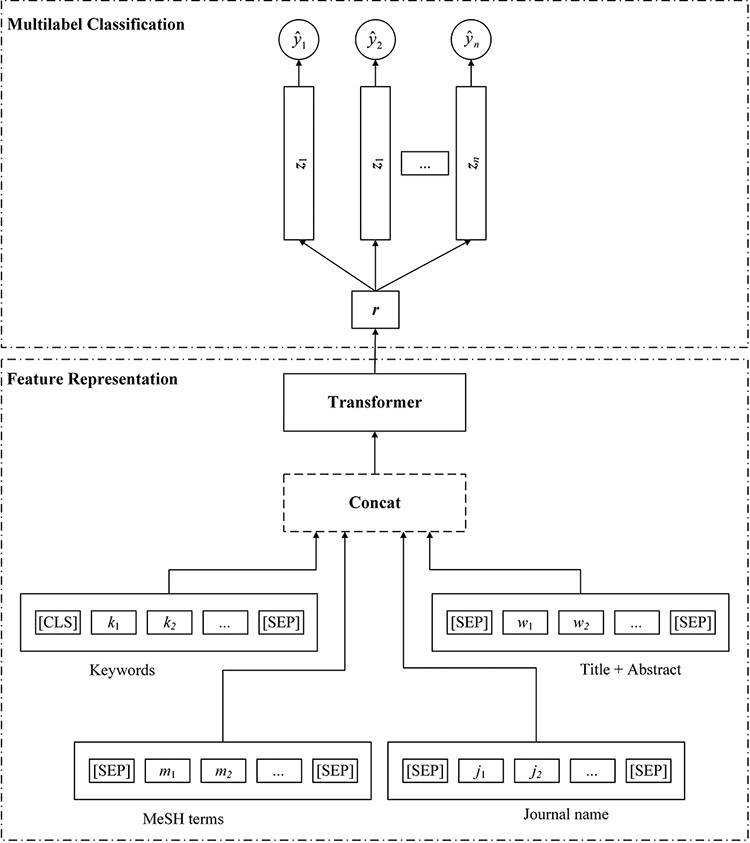 Multilabel Classification
ŷ1 ŷ2 ŷn
z1 z1 ... zn
r
Feature Representation
Transformer
Concat
[CLS] k1 k2 ... [SEP]
Keywords
[SEP] w1 w2 ... [SEP]
Title + Abstract
[SEP] m1 m2 ... [SEP]
MeSH terms
[SEP] j1 j2 ... [SEP]
Journal name